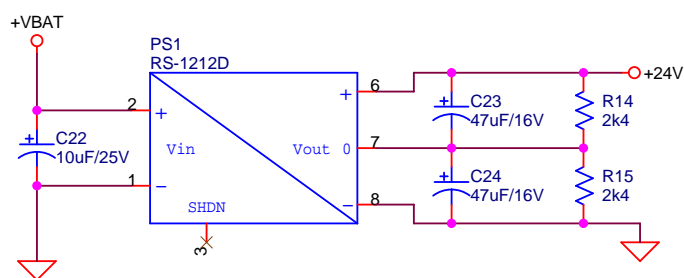 +VBAT
PS1
RS-1212D
2
+
Vin
C22
10uF/25V
1
−
SHDN
3
+
6
Vout 0
7
−
8
+
C23
47uF/16V
+
C24
47uF/16V
R14
2k4
R15
2k4
+24V
+